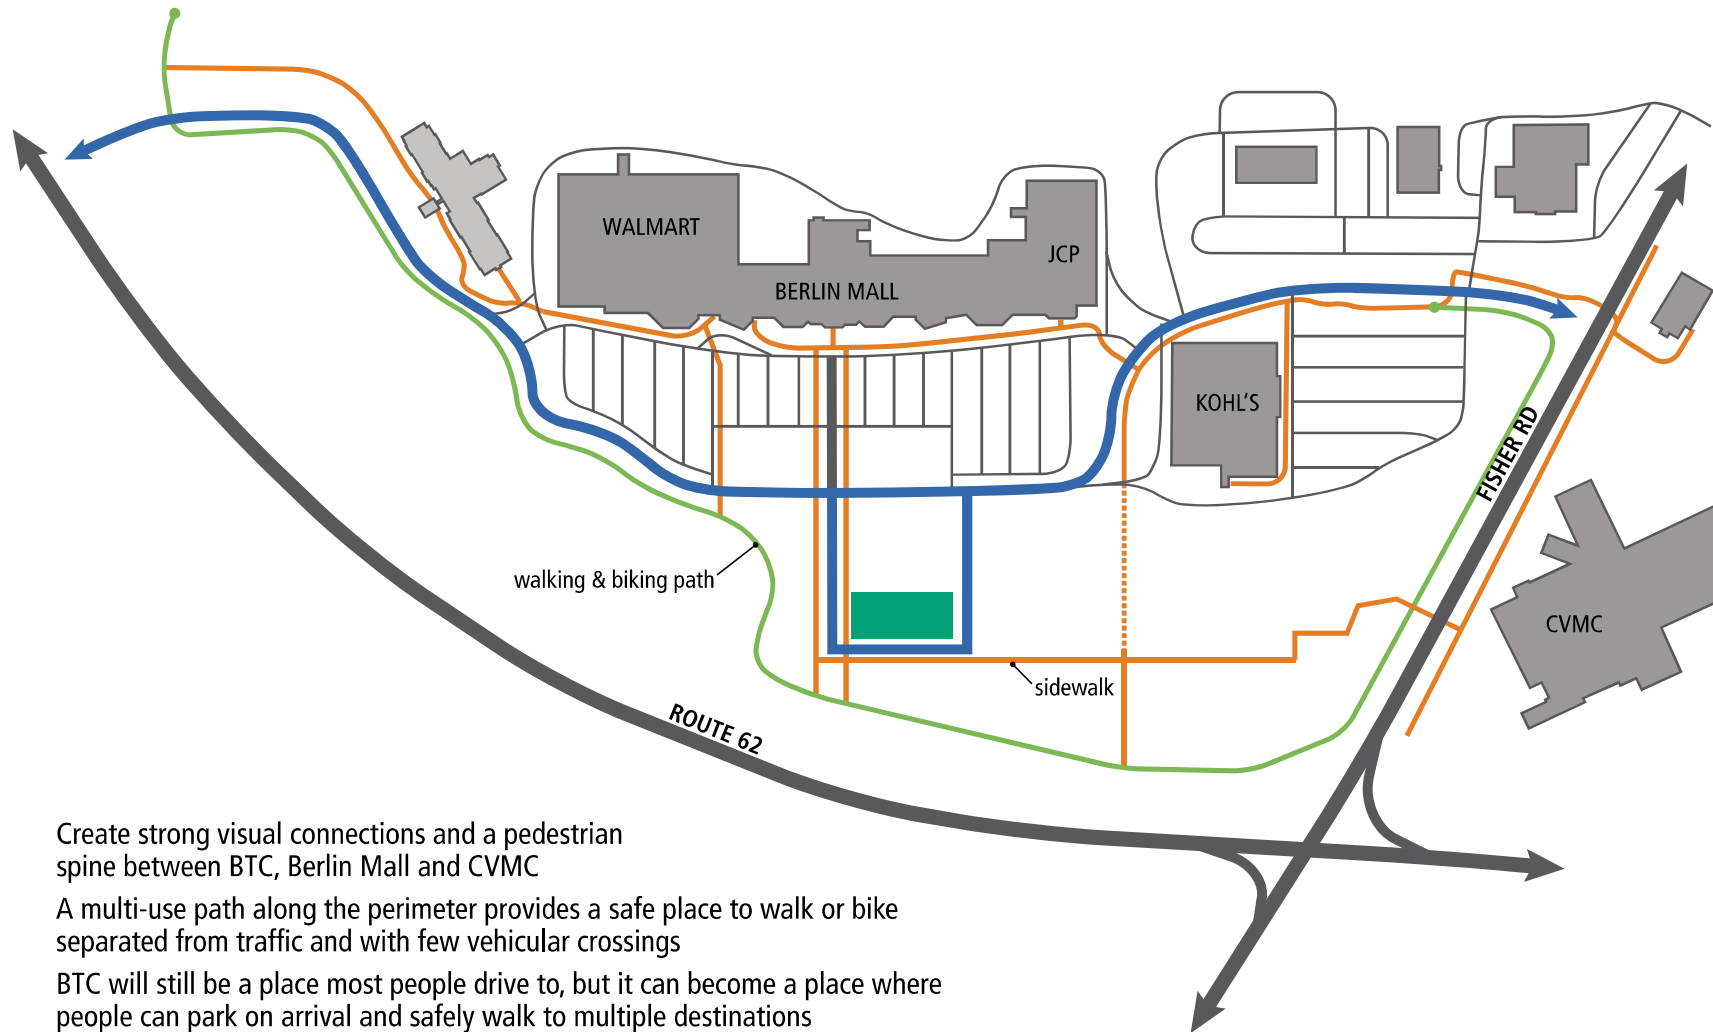 WALMART
JCP
BERLIN MALL
KOHL'S
FISHER RD
walking & biking path
CVMC
sidewalk
ROUTE 62
Create strong visual connections and a pedestrian
spine between BTC, Berlin Mall and CVMC
A multi-use path along the perimeter provides a safe place to walk or bike
separated from traffic and with few vehicular crossings
BTC will still be a place most people drive to, but it can become a place where
people can park on arrival and safely walk to multiple destinations